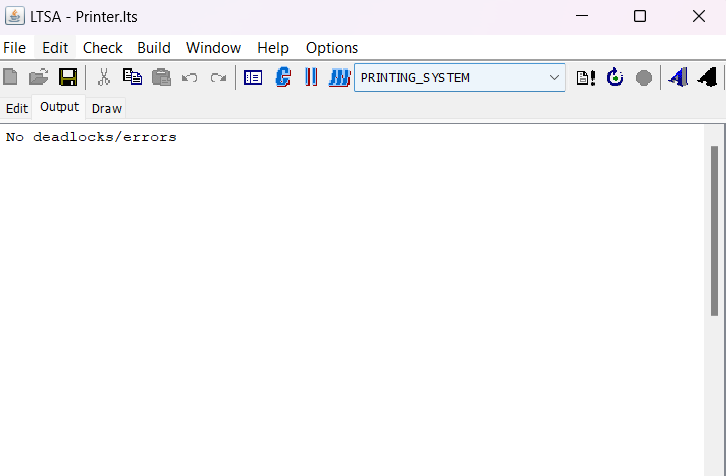 LTSA - Printer.lts
File Edit Check Build Window Help Options
PRINTING_SYSTEM
Edit Output Draw
No deadlocks/errors